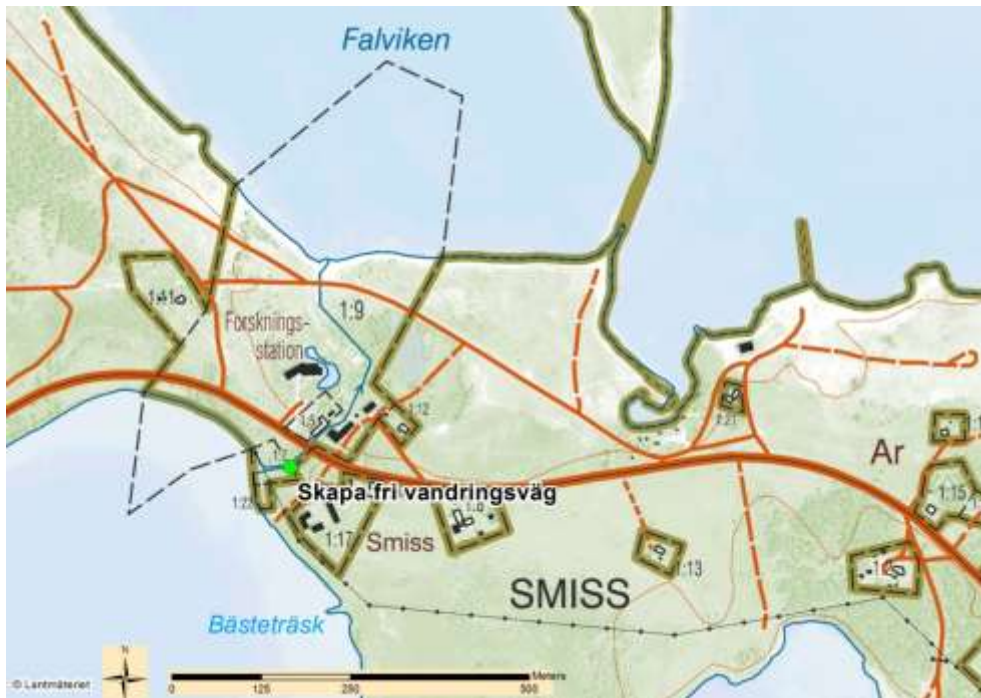 Falviken
1:9
Forsknings-
station
1:12
Skapa fri vandringsväg
1:17
Smiss
1:13
SMISS
Ar
1:15
Bästeträsk
N
© Lantmäteriet
0
125
250
500
Meters